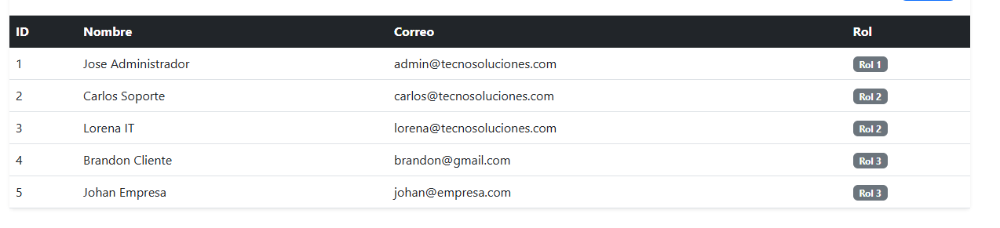 ID Nombre Correo Rol
1 Jose Administrador admin@tecnosoluciones.com Rol 1
2 Carlos Soporte carlos@tecnosoluciones.com Rol 2
3 Lorena IT lorena@tecnosoluciones.com Rol 2
4 Brandon Cliente brandon@gmail.com Rol 3
5 Johan Empresa johan@empresa.com Rol 3